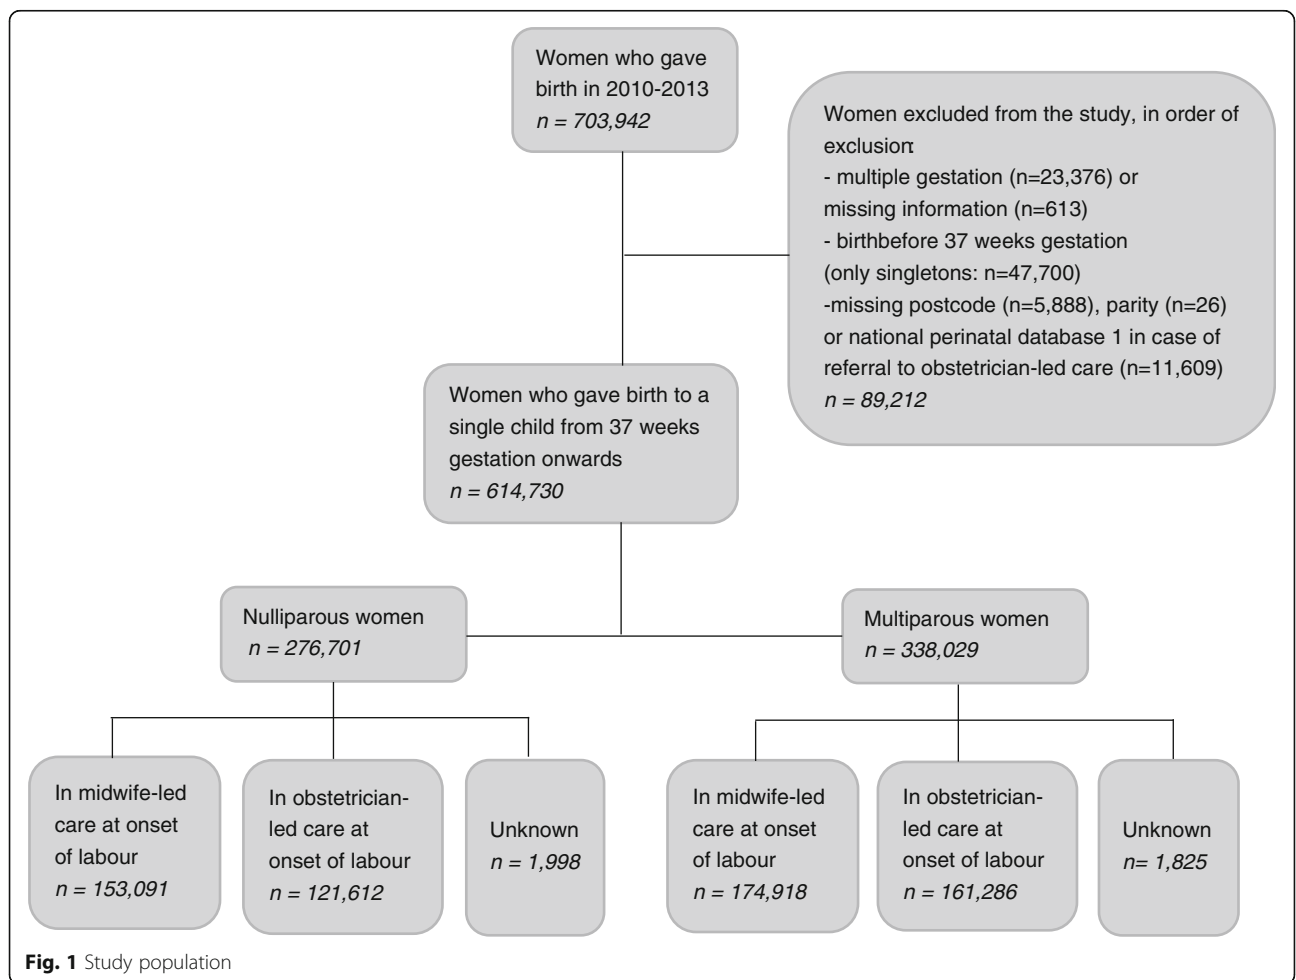 Women who gave
birth in 2010-2013
n = 703,942
Women excluded from the study, in order of
exclusion:
- multiple gestation (n=23,376) or
missing information (n=613)
- birthbefore 37 weeks gestation
(only singletons: n=47,700)
-missing postcode (n=5,888), parity (n=26)
or national perinatal database 1 in case of
referral to obstetrician-led care (n=11,609)
n = 89,212
Women who gave birth to a
single child from 37 weeks
gestation onwards
n = 614,730
Nulliparous women
n = 276,701
Multiparous women
n = 338,029
In midwife-led
care at onset
of labour
n = 153,091
In obstetrician-
led care at
onset of labour
n = 121,612
Unknown
n = 1,998
In midwife-led
care at onset
of labour
n = 174,918
In obstetrician-
led care at
onset of labour
n = 161,286
Unknown
n= 1,825
Fig. 1 Study population